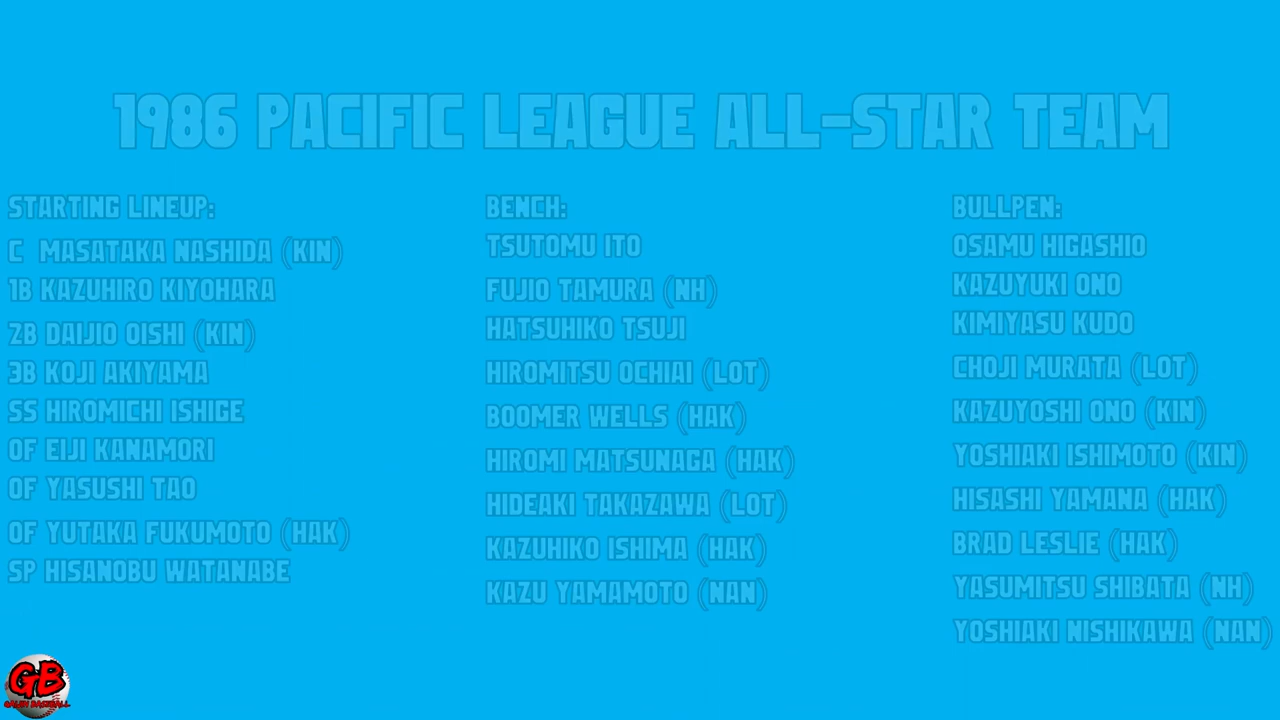 1986 PACIFIC LEAGUE ALL-STAR TEAM
STARTING LINEUP:
C MASATAKA NASHIDA (KIN)
1B KAZUHIRO KIYOHARA
2B DAIJIO OISHI (KIN)
3B KOJI AKIYAMA
SS HIROMICHI ISHIGE
OF EIJI KANAMORI
OF YASUSHI TAO
OF YUTAKA FUKUMOTO (HAK)
SP HISANOBU WATANABE
BENCH:
TSUTOMU ITO
FUJIO TAMURA (NH)
HATSUHIKO TSUJI
HIROMITSU OCHIAI (LOT)
BOOMER WELLS (HAK)
HIROMI MATSUNAGA (HAK)
HIDEAKI TAKAZAWA (LOT)
KAZUHIKO ISHIMA (HAK)
KAZU YAMAMOTO (NAN)
BULLPEN:
OSAMU HIGASHIO
KAZUYUKI ONO
KIMIYASU KUDO
CHOJI MURATA (LOT)
KAZUYOSHI ONO (KIN)
YOSHIAKI ISHIMOTO (KIN)
HISASHI YAMANA (HAK)
BRAD LESLIE (HAK)
YASUMITSU SHIBATA (NH)
YOSHIAKI NISHIKAWA (NAN)
GB